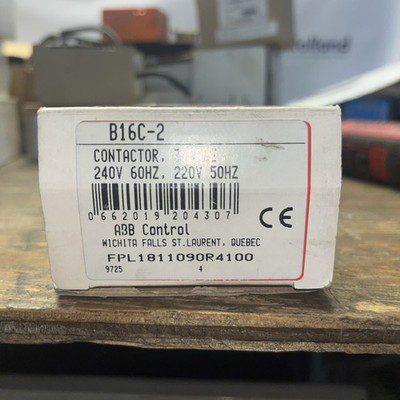 olland
B16C-2
CONTACTOR,
240V 60HZ, 220V 50HZ
0 662019 204307
CE
ABB Control
WICHITA FALLS ST.LAURENT, QUEBEC
FPL1811090R4100
9725 4